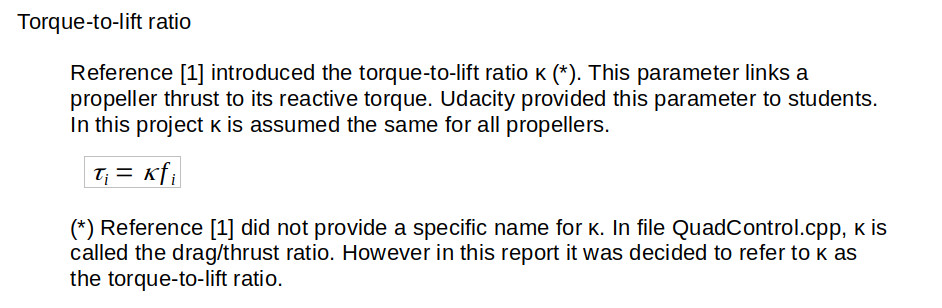 Torque-to-lift ratio
Reference [1] introduced the torque-to-lift ratio κ (*). This parameter links a
propeller thrust to its reactive torque. Udacity provided this parameter to students.
In this project κ is assumed the same for all propellers.
τᵢ = κfᵢ
(*) Reference [1] did not provide a specific name for κ. In file QuadControl.cpp, κ is
called the drag/thrust ratio. However in this report it was decided to refer to κ as
the torque-to-lift ratio.